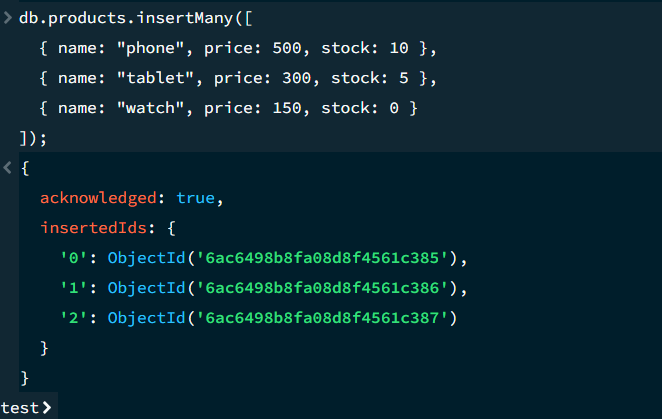 db.products.insertMany([
{ name: "phone", price: 500, stock: 10 },
{ name: "tablet", price: 300, stock: 5 },
{ name: "watch", price: 150, stock: 0 }
]);
{
acknowledged: true,
insertedIds: {
'0': ObjectId('6ac6498b8fa08d8f4561c385'),
'1': ObjectId('6ac6498b8fa08d8f4561c386'),
'2': ObjectId('6ac6498b8fa08d8f4561c387')
}
}
test>